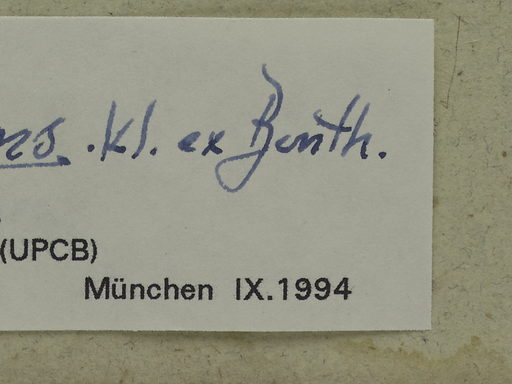 Kl. ex Benth.
(UPCB)
München IX.1994